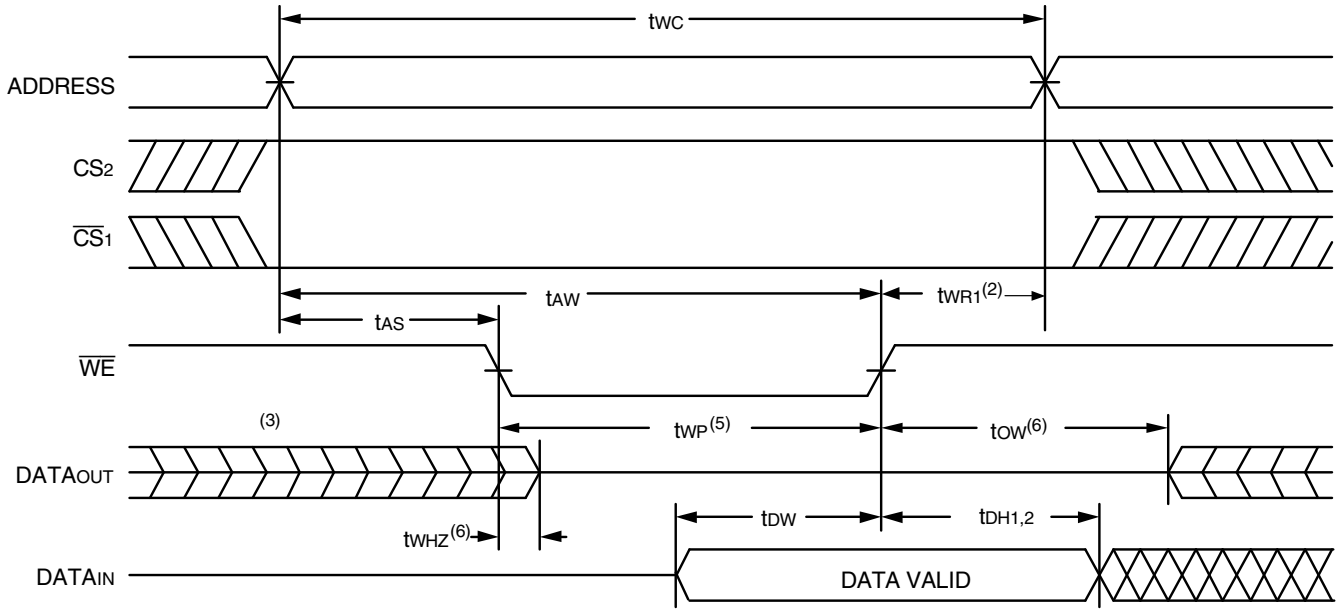 tWC
ADDRESS
CS2
CS1
tAW
tWR1(2)
tAS
WE
(3)
tWP(5)
tOW(6)
DATAOUT
tWHZ(6)
tDW
tDH1,2
DATAIN
DATA VALID